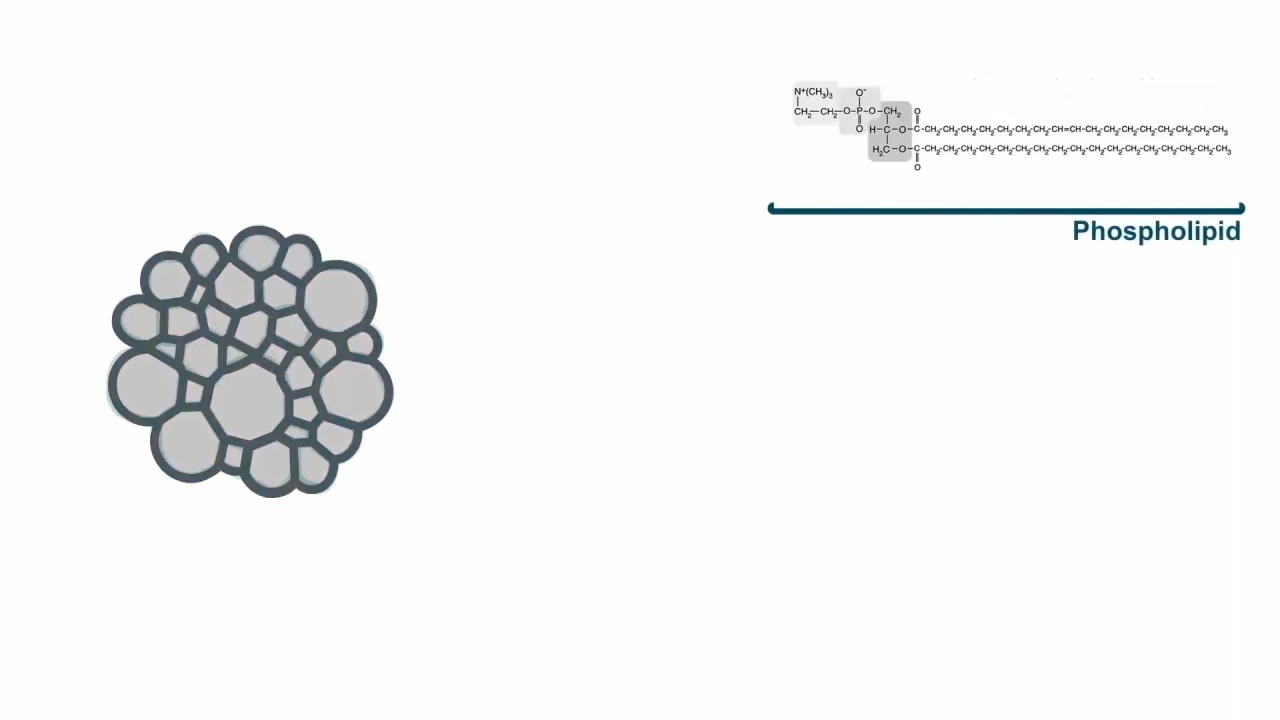 N⁺(CH₃)₃
O⁻
CH₂–CH₂–O–P–O–CH₂
O
O
H–C–O–C-CH₂-CH₂-CH₂-CH₂-CH₂-CH₂-CH₂-CH=CH-CH₂-CH₂-CH₂-CH₂-CH₂-CH₂-CH₂-CH₃
H₂C–O–C-CH₂-CH₂-CH₂-CH₂-CH₂-CH₂-CH₂-CH₂-CH₂-CH₂-CH₂-CH₂-CH₂-CH₂-CH₂-CH₂-CH₃
O
Phospholipid